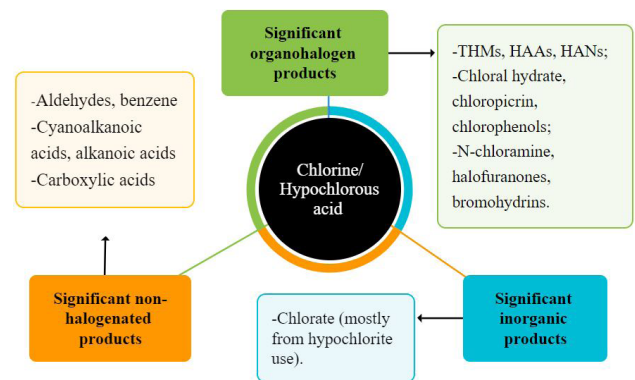 Significant
organohalogen
products
-THMs, HAAs, HANs;
-Chloral hydrate,
chloropicrin,
chlorophenols;
-N-chloramine,
halofuranones,
bromohydrins.
-Aldehydes, benzene
-Cyanoalkanoic
acids, alkanoic acids
-Carboxylic acids
Chlorine/
Hypochlorous
acid
Significant non-
halogenated
products
-Chlorate (mostly
from hypochlorite
use).
Significant
inorganic
products